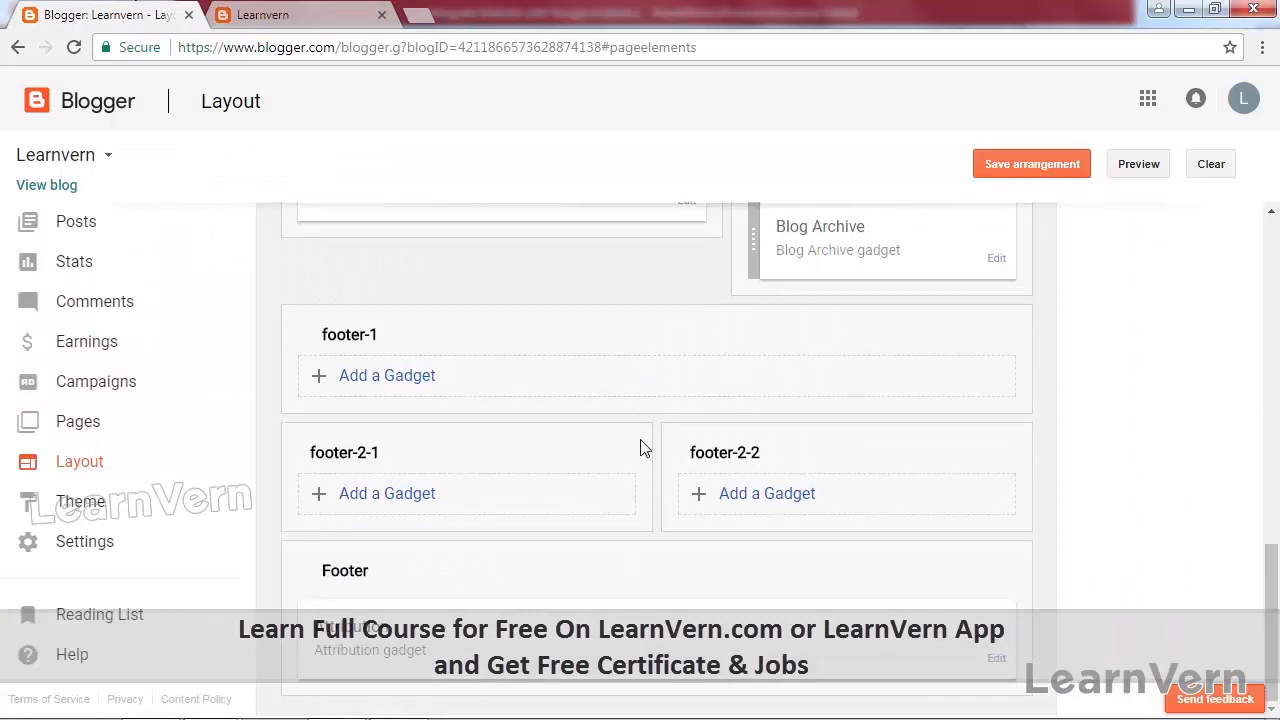 Blogger: Learnvern - Layo
Learnvern
Secure
https://www.blogger.com/blogger.g?blogID=4211866573628874138#pageelements
Blogger
Layout
L
Learnvern
Save arrangement
Preview
Clear
View blog
Posts
Stats
Comments
Earnings
Campaigns
Pages
Layout
Theme
Settings
Reading List
Help
Terms of Service
Privacy
Content Policy
Edit
Blog Archive
Blog Archive gadget
Edit
footer-1
Add a Gadget
footer-2-1
Add a Gadget
footer-2-2
Add a Gadget
Footer
Attribution gadget
Edit
LearnVern
Learn Full Course for Free On LearnVern.com or LearnVern App
and Get Free Certificate & Jobs
LearnVern
Send feedback